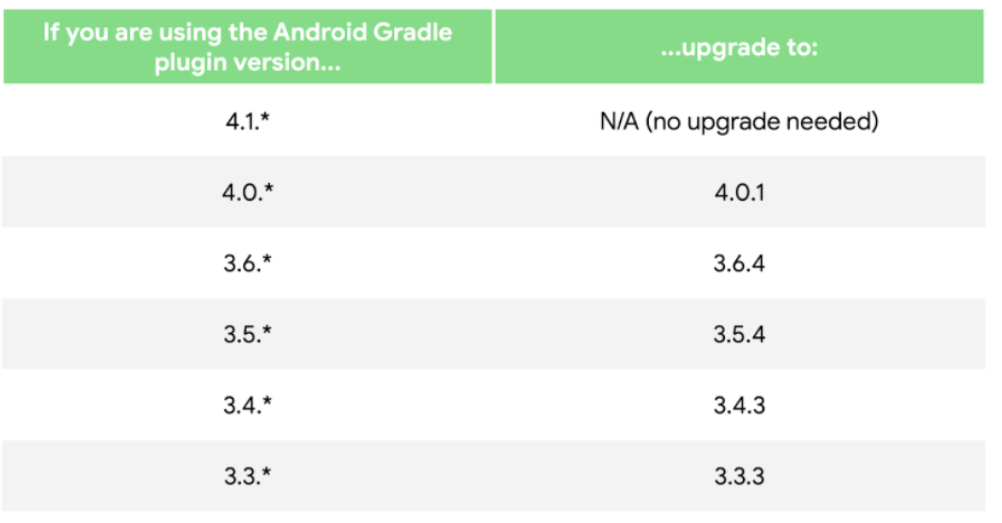 If you are using the Android Gradle
plugin version...
...upgrade to:
4.1.*
N/A (no upgrade needed)
4.0.*
4.0.1
3.6.*
3.6.4
3.5.*
3.5.4
3.4.*
3.4.3
3.3.*
3.3.3